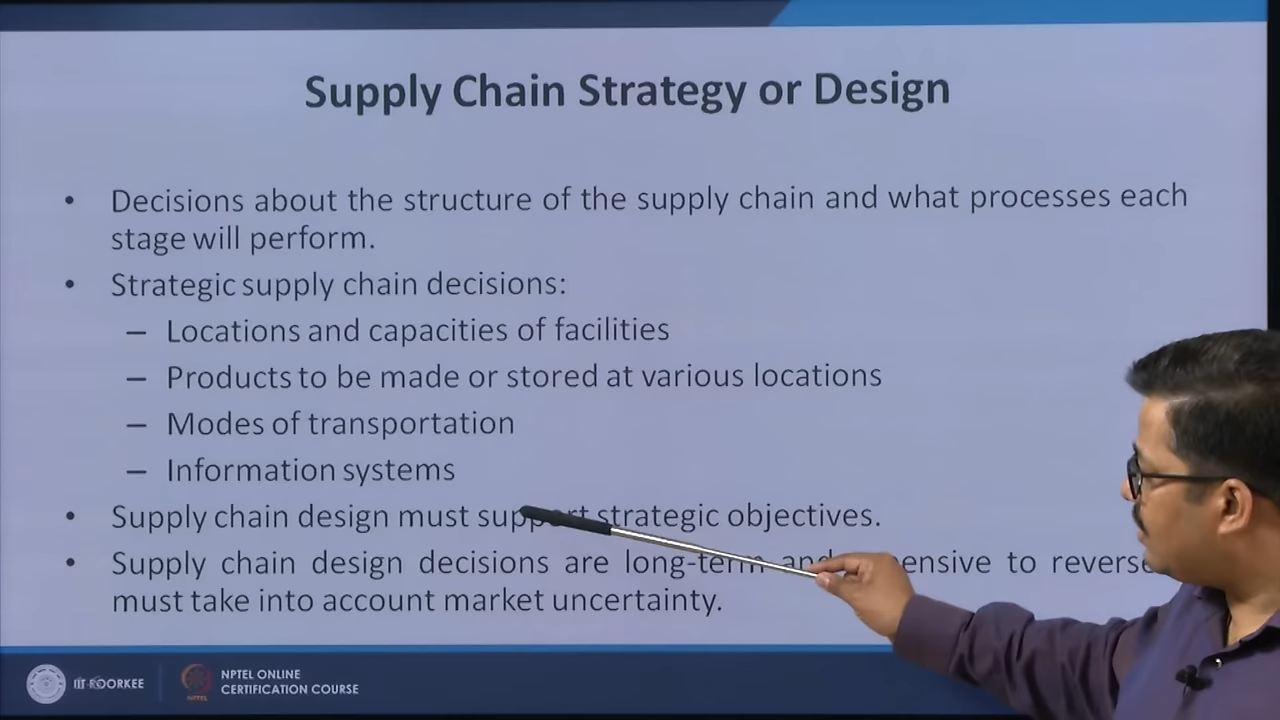 Supply Chain Strategy or Design
• Decisions about the structure of the supply chain and what processes each
stage will perform.
• Strategic supply chain decisions:
– Locations and capacities of facilities
– Products to be made or stored at various locations
– Modes of transportation
– Information systems
• Supply chain design must support strategic objectives.
• Supply chain design decisions are long-term and expensive to reverse
must take into account market uncertainty.
IIT ROORKEE
NPTEL
NPTEL ONLINE
CERTIFICATION COURSE